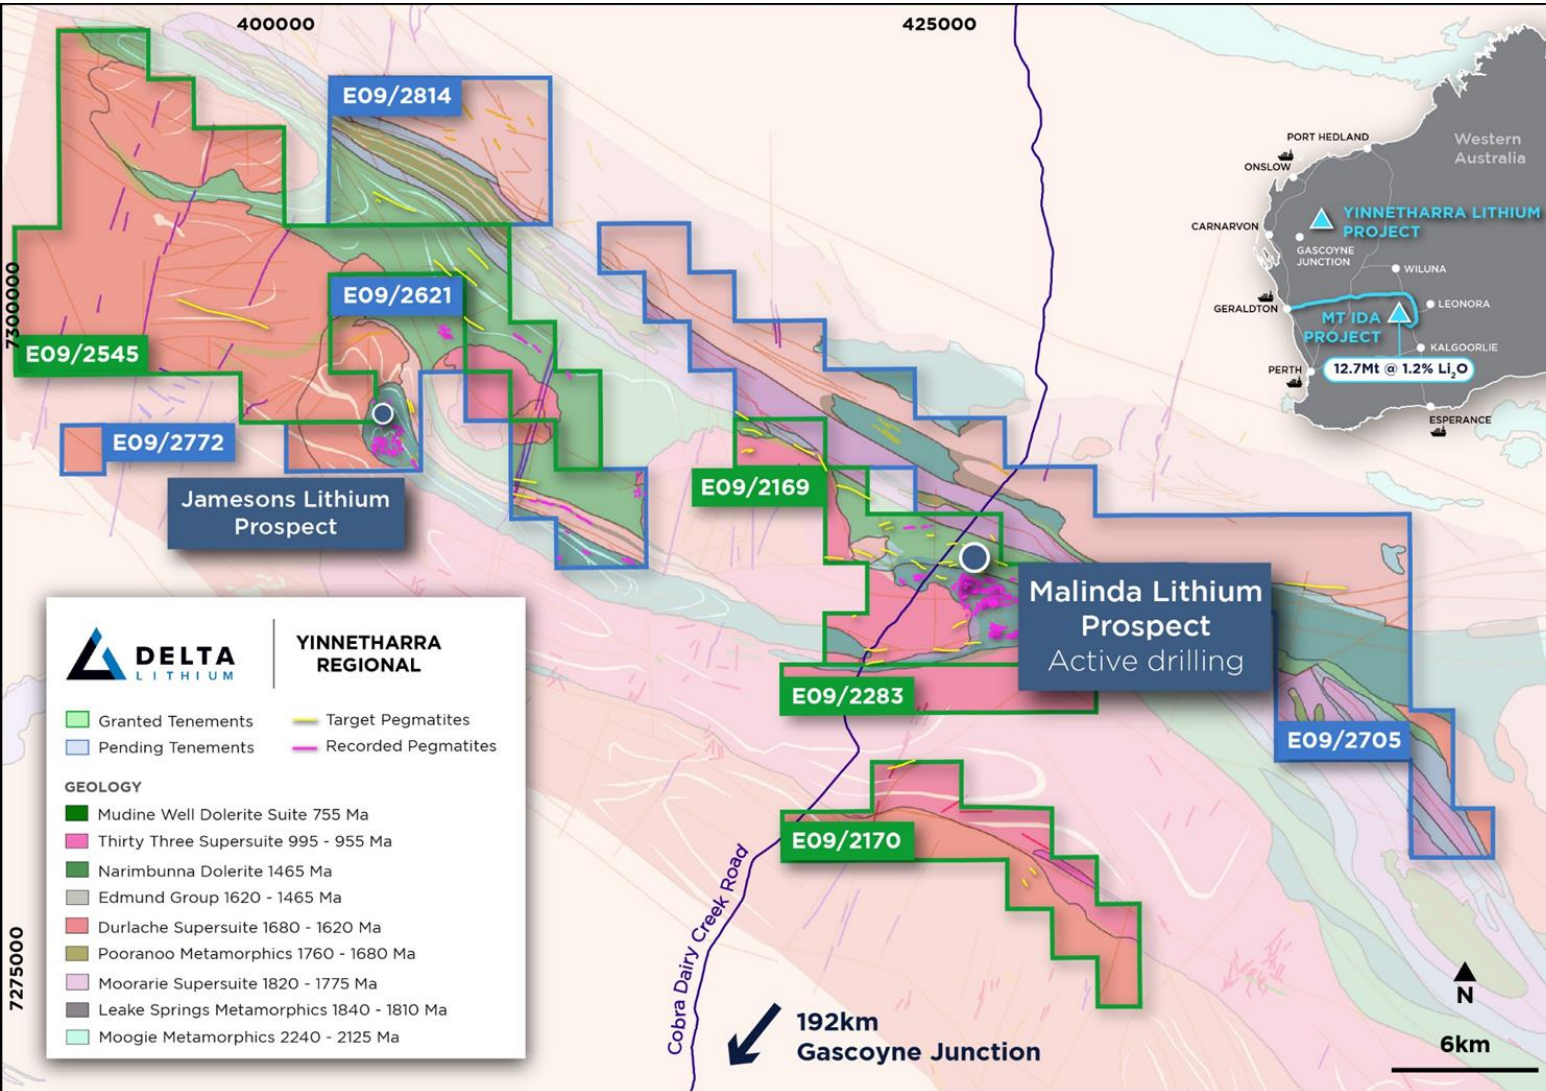 400000
425000
7300000
7275000
E09/2814
E09/2621
E09/2545
E09/2772
Jamesons Lithium
Prospect
E09/2169
Malinda Lithium
Prospect
Active drilling
E09/2283
E09/2705
E09/2170
Cobra Dairy Creek Road
192km
Gascoyne Junction
N
6km
Western
Australia
PORT HEDLAND
ONSLOW
YINNETHARRA LITHIUM
PROJECT
CARNARVON
GASCOYNE
JUNCTION
WILUNA
GERALDTON
LEONORA
MT IDA
PROJECT
KALGOORLIE
PERTH
12.7Mt @ 1.2% Li₂O
ESPERANCE
DELTA
LITHIUM
YINNETHARRA
REGIONAL
Granted Tenements
Target Pegmatites
Pending Tenements
Recorded Pegmatites
GEOLOGY
Mudine Well Dolerite Suite 755 Ma
Thirty Three Supersuite 995 - 955 Ma
Narimbunna Dolerite 1465 Ma
Edmund Group 1620 - 1465 Ma
Durlache Supersuite 1680 - 1620 Ma
Pooranoo Metamorphics 1760 - 1680 Ma
Moorarie Supersuite 1820 - 1775 Ma
Leake Springs Metamorphics 1840 - 1810 Ma
Moogie Metamorphics 2240 - 2125 Ma